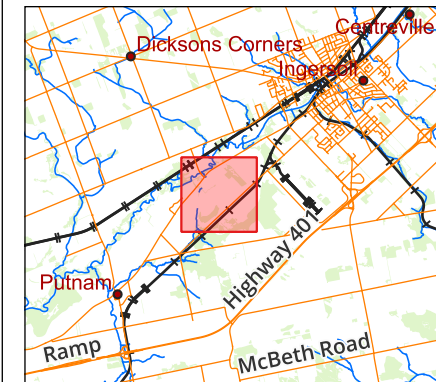 Centreville
Dicksons Corners
Ingersoll
Highway 401
Putnam
Ramp
McBeth Road